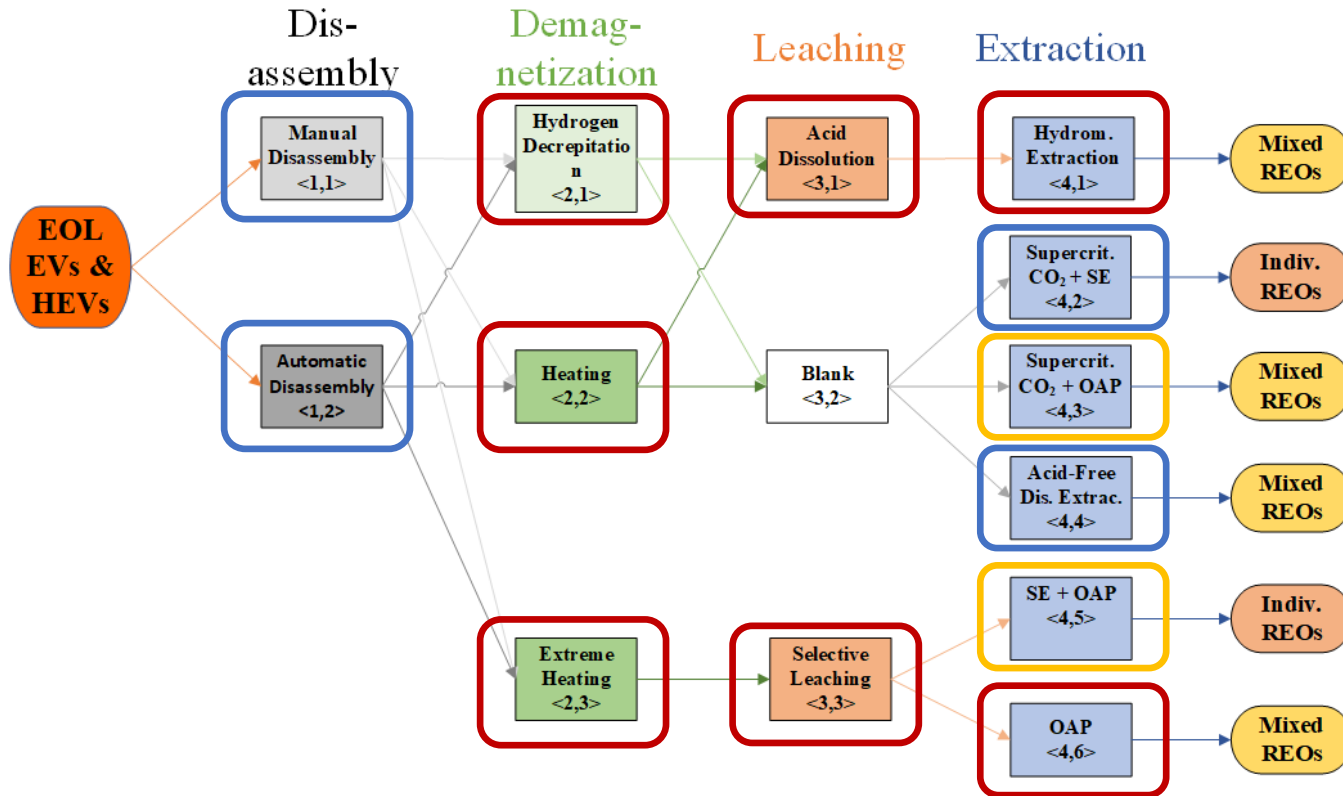 Dis-
assembly
Demag-
netization
Leaching
Extraction
EOL
EVs &
HEVs
Manual
Disassembly
<1,1>
Automatic
Disassembly
<1,2>
Hydrogen
Decrepitatio
n
<2,1>
Heating
<2,2>
Extreme
Heating
<2,3>
Acid
Dissolution
<3,1>
Blank
<3,2>
Selective
Leaching
<3,3>
Hydrom.
Extraction
<4,1>
Supercrit.
CO₂ + SE
<4,2>
Supercrit.
CO₂ + OAP
<4,3>
Acid-Free
Dis. Extrac.
<4,4>
SE + OAP
<4,5>
OAP
<4,6>
Mixed
REOs
Indiv.
REOs
Mixed
REOs
Mixed
REOs
Indiv.
REOs
Mixed
REOs